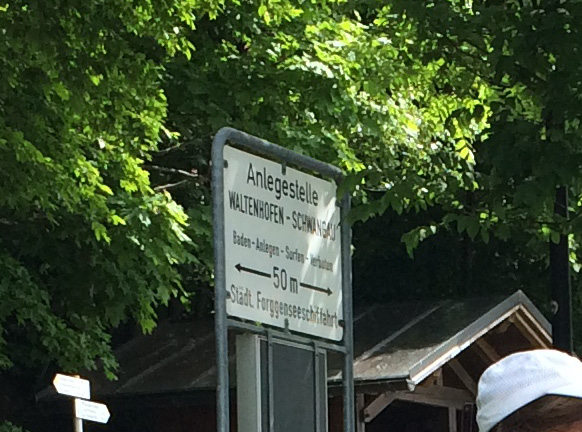 Anlegestelle
WALTENHOFEN - SCHWANGAU
Baden - Anlegen - Surfen - Verboten
50 m
Städt. Forggenseeschiffahrt